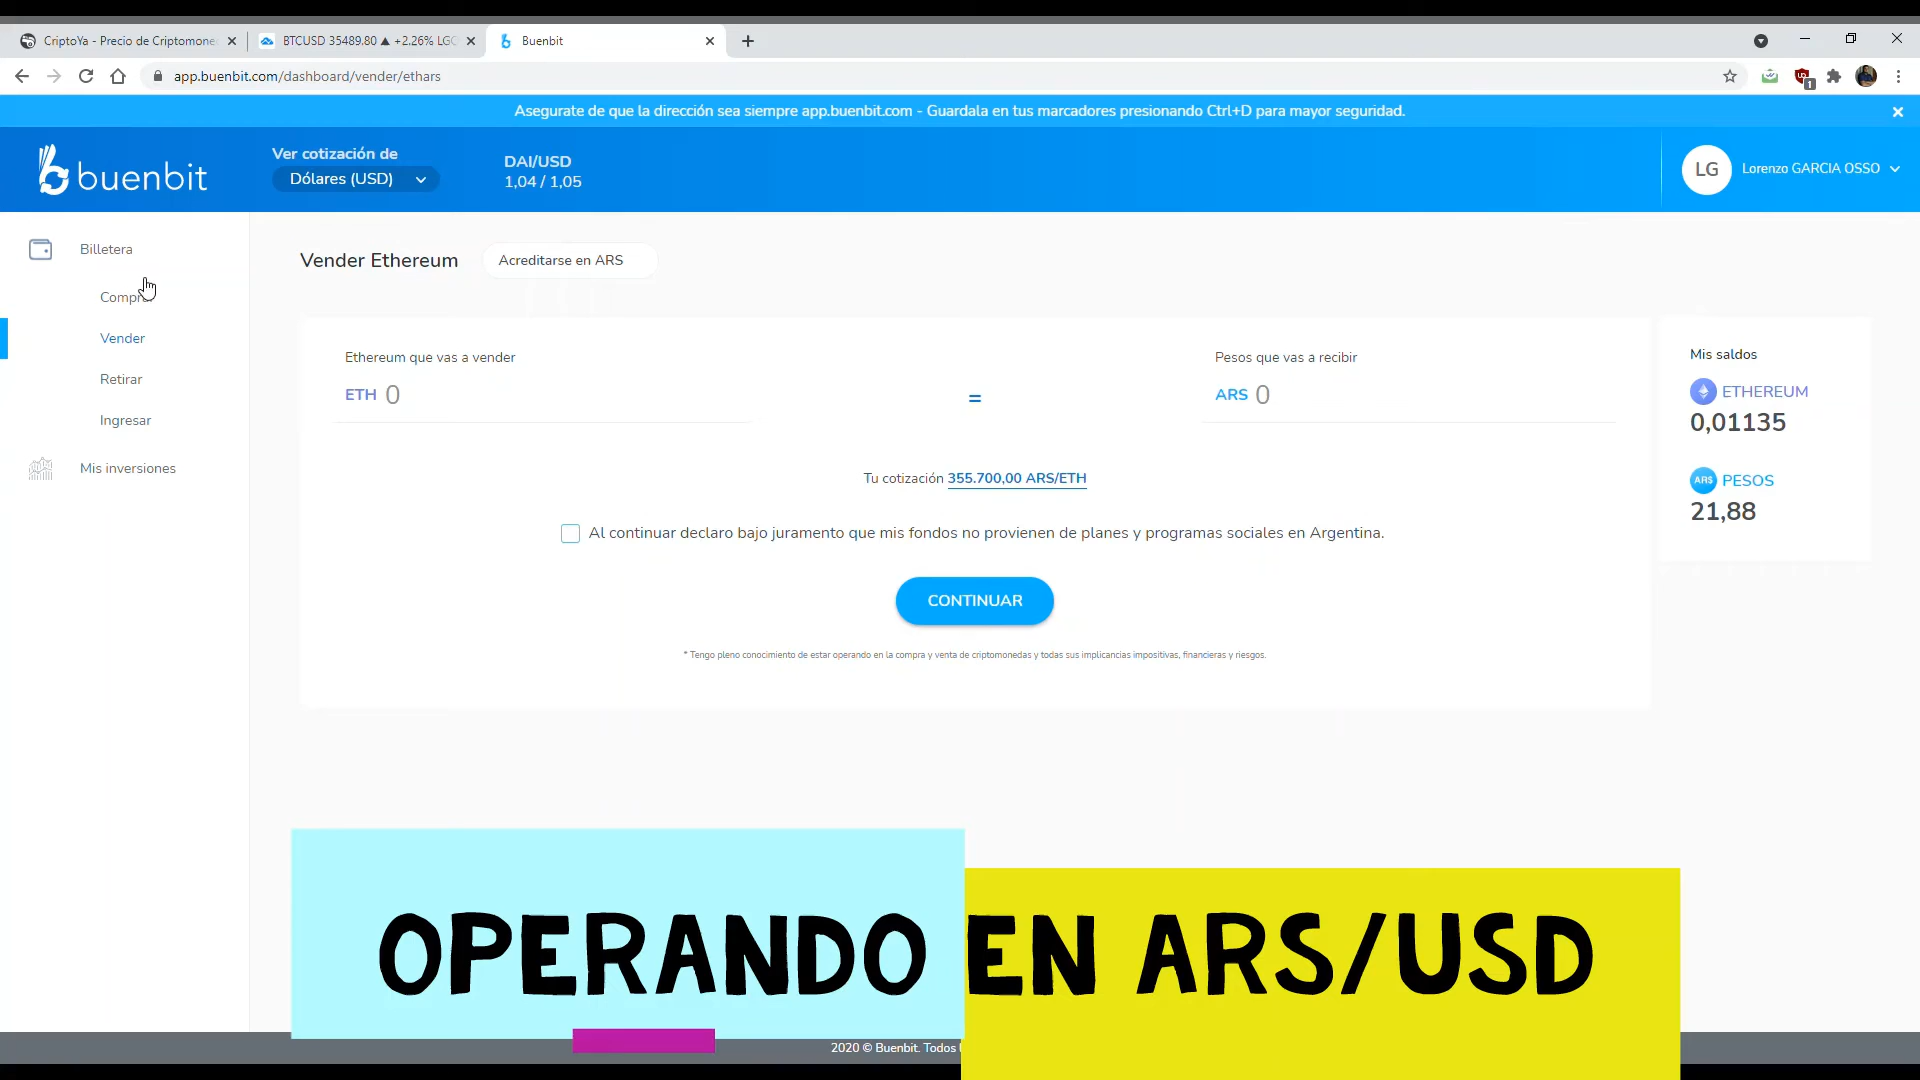 CriptoYa - Precio de Criptomone
BTCUSD 35489.80 ▲ +2.26% LGC
Buenbit
app.buenbit.com/dashboard/vender/ethars
1
Asegurate de que la dirección sea siempre app.buenbit.com - Guardala en tus marcadores presionando Ctrl+D para mayor seguridad.
buenbit
Ver cotización de
Dólares (USD)
DAI/USD
1,04 / 1,05
LG
Lorenzo GARCIA OSSO
Billetera
Compra
Vender
Retirar
Ingresar
Mis inversiones
Vender Ethereum
Acreditarse en ARS
Ethereum que vas a vender
ETH 0
=
Pesos que vas a recibir
ARS 0
Tu cotización 355.700,00 ARS/ETH
Al continuar declaro bajo juramento que mis fondos no provienen de planes y programas sociales en Argentina.
CONTINUAR
* Tengo pleno conocimiento de estar operando en la compra y venta de criptomonedas y todas sus implicancias impositivas, financieras y riesgos.
Mis saldos
ETHEREUM
0,01135
ARS PESOS
21,88
OPERANDO EN ARS/USD
2020 © Buenbit. Todos